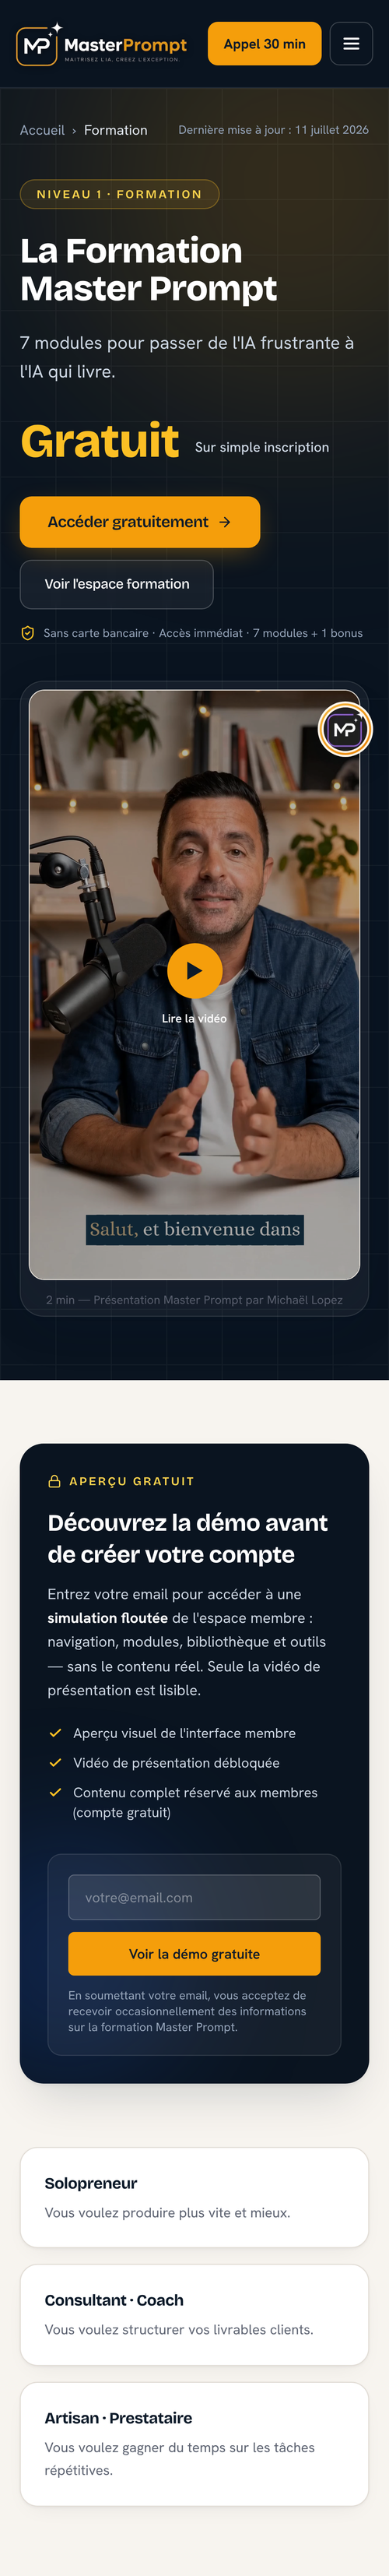 MP MasterPrompt
MAITRISEZ L'IA. CRÉEZ L'EXCEPTION.
Appel 30 min
Accueil › Formation
Dernière mise à jour : 11 juillet 2026
NIVEAU 1 · FORMATION
La Formation
Master Prompt
7 modules pour passer de l'IA frustrante à
l'IA qui livre.
Gratuit
Sur simple inscription
Accéder gratuitement →
Voir l'espace formation
Sans carte bancaire · Accès immédiat · 7 modules + 1 bonus
MP
Lire la vidéo
Salut, et bienvenue dans
2 min — Présentation Master Prompt par Michaël Lopez
APERÇU GRATUIT
Découvrez la démo avant
de créer votre compte
Entrez votre email pour accéder à une
simulation floutée de l'espace membre :
navigation, modules, bibliothèque et outils
— sans le contenu réel. Seule la vidéo de
présentation est lisible.
Aperçu visuel de l'interface membre
Vidéo de présentation débloquée
Contenu complet réservé aux membres
(compte gratuit)
votre@email.com
Voir la démo gratuite
En soumettant votre email, vous acceptez de
recevoir occasionnellement des informations
sur la formation Master Prompt.
Solopreneur
Vous voulez produire plus vite et mieux.
Consultant · Coach
Vous voulez structurer vos livrables clients.
Artisan · Prestataire
Vous voulez gagner du temps sur les tâches
répétitives.